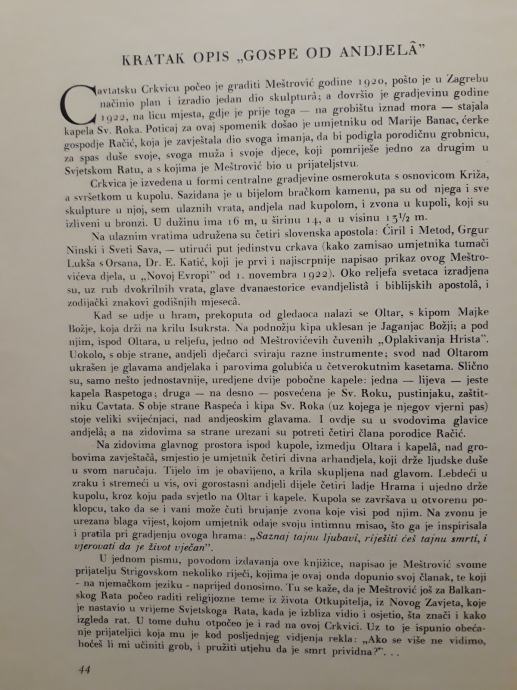 KRATAK OPIS „GOSPE OD ANDJELÂ”
Cavtatsku Crkvicu počeo je graditi Meštrović godine 1920, pošto je u Zagrebu
načinio plan i izradio jedan dio skulpturâ; a dovršio je gradjevinu godine
1922, na licu mjesta, gdje je prije toga — na grobištu iznad mora — stajala
kapela Sv. Roka. Poticaj za ovaj spomenik došao je umjetniku od Marije Banac, ćerke
gospodje Račić, koja je zavještala dio svoga imanja, da bi podigla porodičnu grobnicu,
za spas duše svoje, svoga muža i svoje djece, koji pomriješe jedno za drugim u
Svjetskom Ratu, a s kojima je Meštrović bio u prijateljstvu.
Crkvica je izvedena u formi centralne gradjevine osmerokuta s osnovicom Križa,
a svršetkom u kupolu. Sazidana je u bijelom bračkom kamenu, pa su od njega i sve
skulpture u njoj, sem ulaznih vrata, andjela nad kupolom, i zvona u kupoli, koji su
izliveni u bronzi. U dužinu ima 16 m, u širinu 14, a u visinu 15½ m.
Na ulaznim vratima udružena su četiri slovenska apostola: Ćiril i Metod, Grgur
Ninski i Sveti Sava, — utirući put jedinstvu crkava (kako zamisao umjetnika tumači
Lukša s Orsana, Dr. E. Katić, koji je prvi i najiscrpnije napisao prikaz ovog Meštro-
vićeva djela, u „Novoj Evropi” od 1. novembra 1922). Oko reljefa svetaca izradjena
su, uz rub dvokrilnih vrata, glave dvanaestorice evandjelistâ i biblijskih apostolâ, i
zodijački znakovi godišnjih mjesecâ.
Kad se udje u hram, prekoputa od gledaoca nalazi se Oltar, s kipom Majke
Božje, koja drži na krilu Isukrsta. Na podnožju kipa uklesan je Jaganjac Božji; a pod
njim, ispod Oltara, u reljefu, jedno od Meštrovićevih čuvenih „Oplakivanja Hrista”.
Uokolo, s obje strane, andjeli dječarci sviraju razne instrumente; svod nad Oltarom
ukrašen je glavama andjelaka i parovima golubića u četverokutnim kasetama. Slično
su, samo nešto jednostavnije, uredjene dvije pobočne kapele: jedna — lijeva — jeste
kapela Raspetoga; druga — na desno — posvećena je Sv. Roku, pustinjaku, zaštit-
niku Cavtata. S obje strane Raspeća i kipa Sv. Roka (uz kojega je njegov vjerni pas)
stoje veliki svijećnjaci, nad andjeoskim glavama. I ovdje su u svodovima glavice
andjelâ; a na zidovima sa strane urezani su potreti četiri člana porodice Račić.
Na zidovima glavnog prostora ispod kupole, izmedju Oltara i kapelâ, nad gro-
bovima zavještačâ, smjestio je umjetnik četiri divna arhandjela, koji drže ljudske duše
u svom naručaju. Tijelo im je obavijeno, a krila skupljena nad glavom. Lebdeći u
zraku i stremeći u vis, ovi gorostasni andjeli dijele četiri ladje Hrama i ujedno drže
kupolu, kroz koju pada svjetlo na Oltar i kapele. Kupola se završava u otvorenu po-
klopcu, tako da se i vani može čuti brujanje zvona koje visi pod njim. Na zvonu je
urezana blaga vijest, kojom umjetnik odaje svoju intimnu misao, što ga je inspirisala
i pratila pri gradjenju ovoga hrama: „Saznaj tajnu ljubavi, riješiti ćeš tajnu smrti, i
vjerovati da je život vječan”.
U jednom pismu, povodom izdavanja ove knjižice, napisao je Meštrović svome
prijatelju Strigovskom nekoliko riječi, kojima je ovaj onda dopunio svoj članak, te koji
- na njemačkom jeziku - naprijed donosimo. Tu se kaže, da je Meštrović još za Balkan-
skog Rata počeo raditi religijozne teme iz života Otkupitelja, iz Novog Zavjeta, koje
je nastavio u vrijeme Svjetskoga Rata, kada je izbliza vidio i osjetio, šta znači i kako
izgleda rat. U tome duhu otpočeo je i rad na ovoj Crkvici. Uz to je ispunio obeća-
nje prijateljici koja mu je kod posljednjeg vidjenja rekla: „Ako se više ne vidimo,
hoćeš li mi učiniti grob, i pružiti utjehu da je smrt prividna?”. . .
44